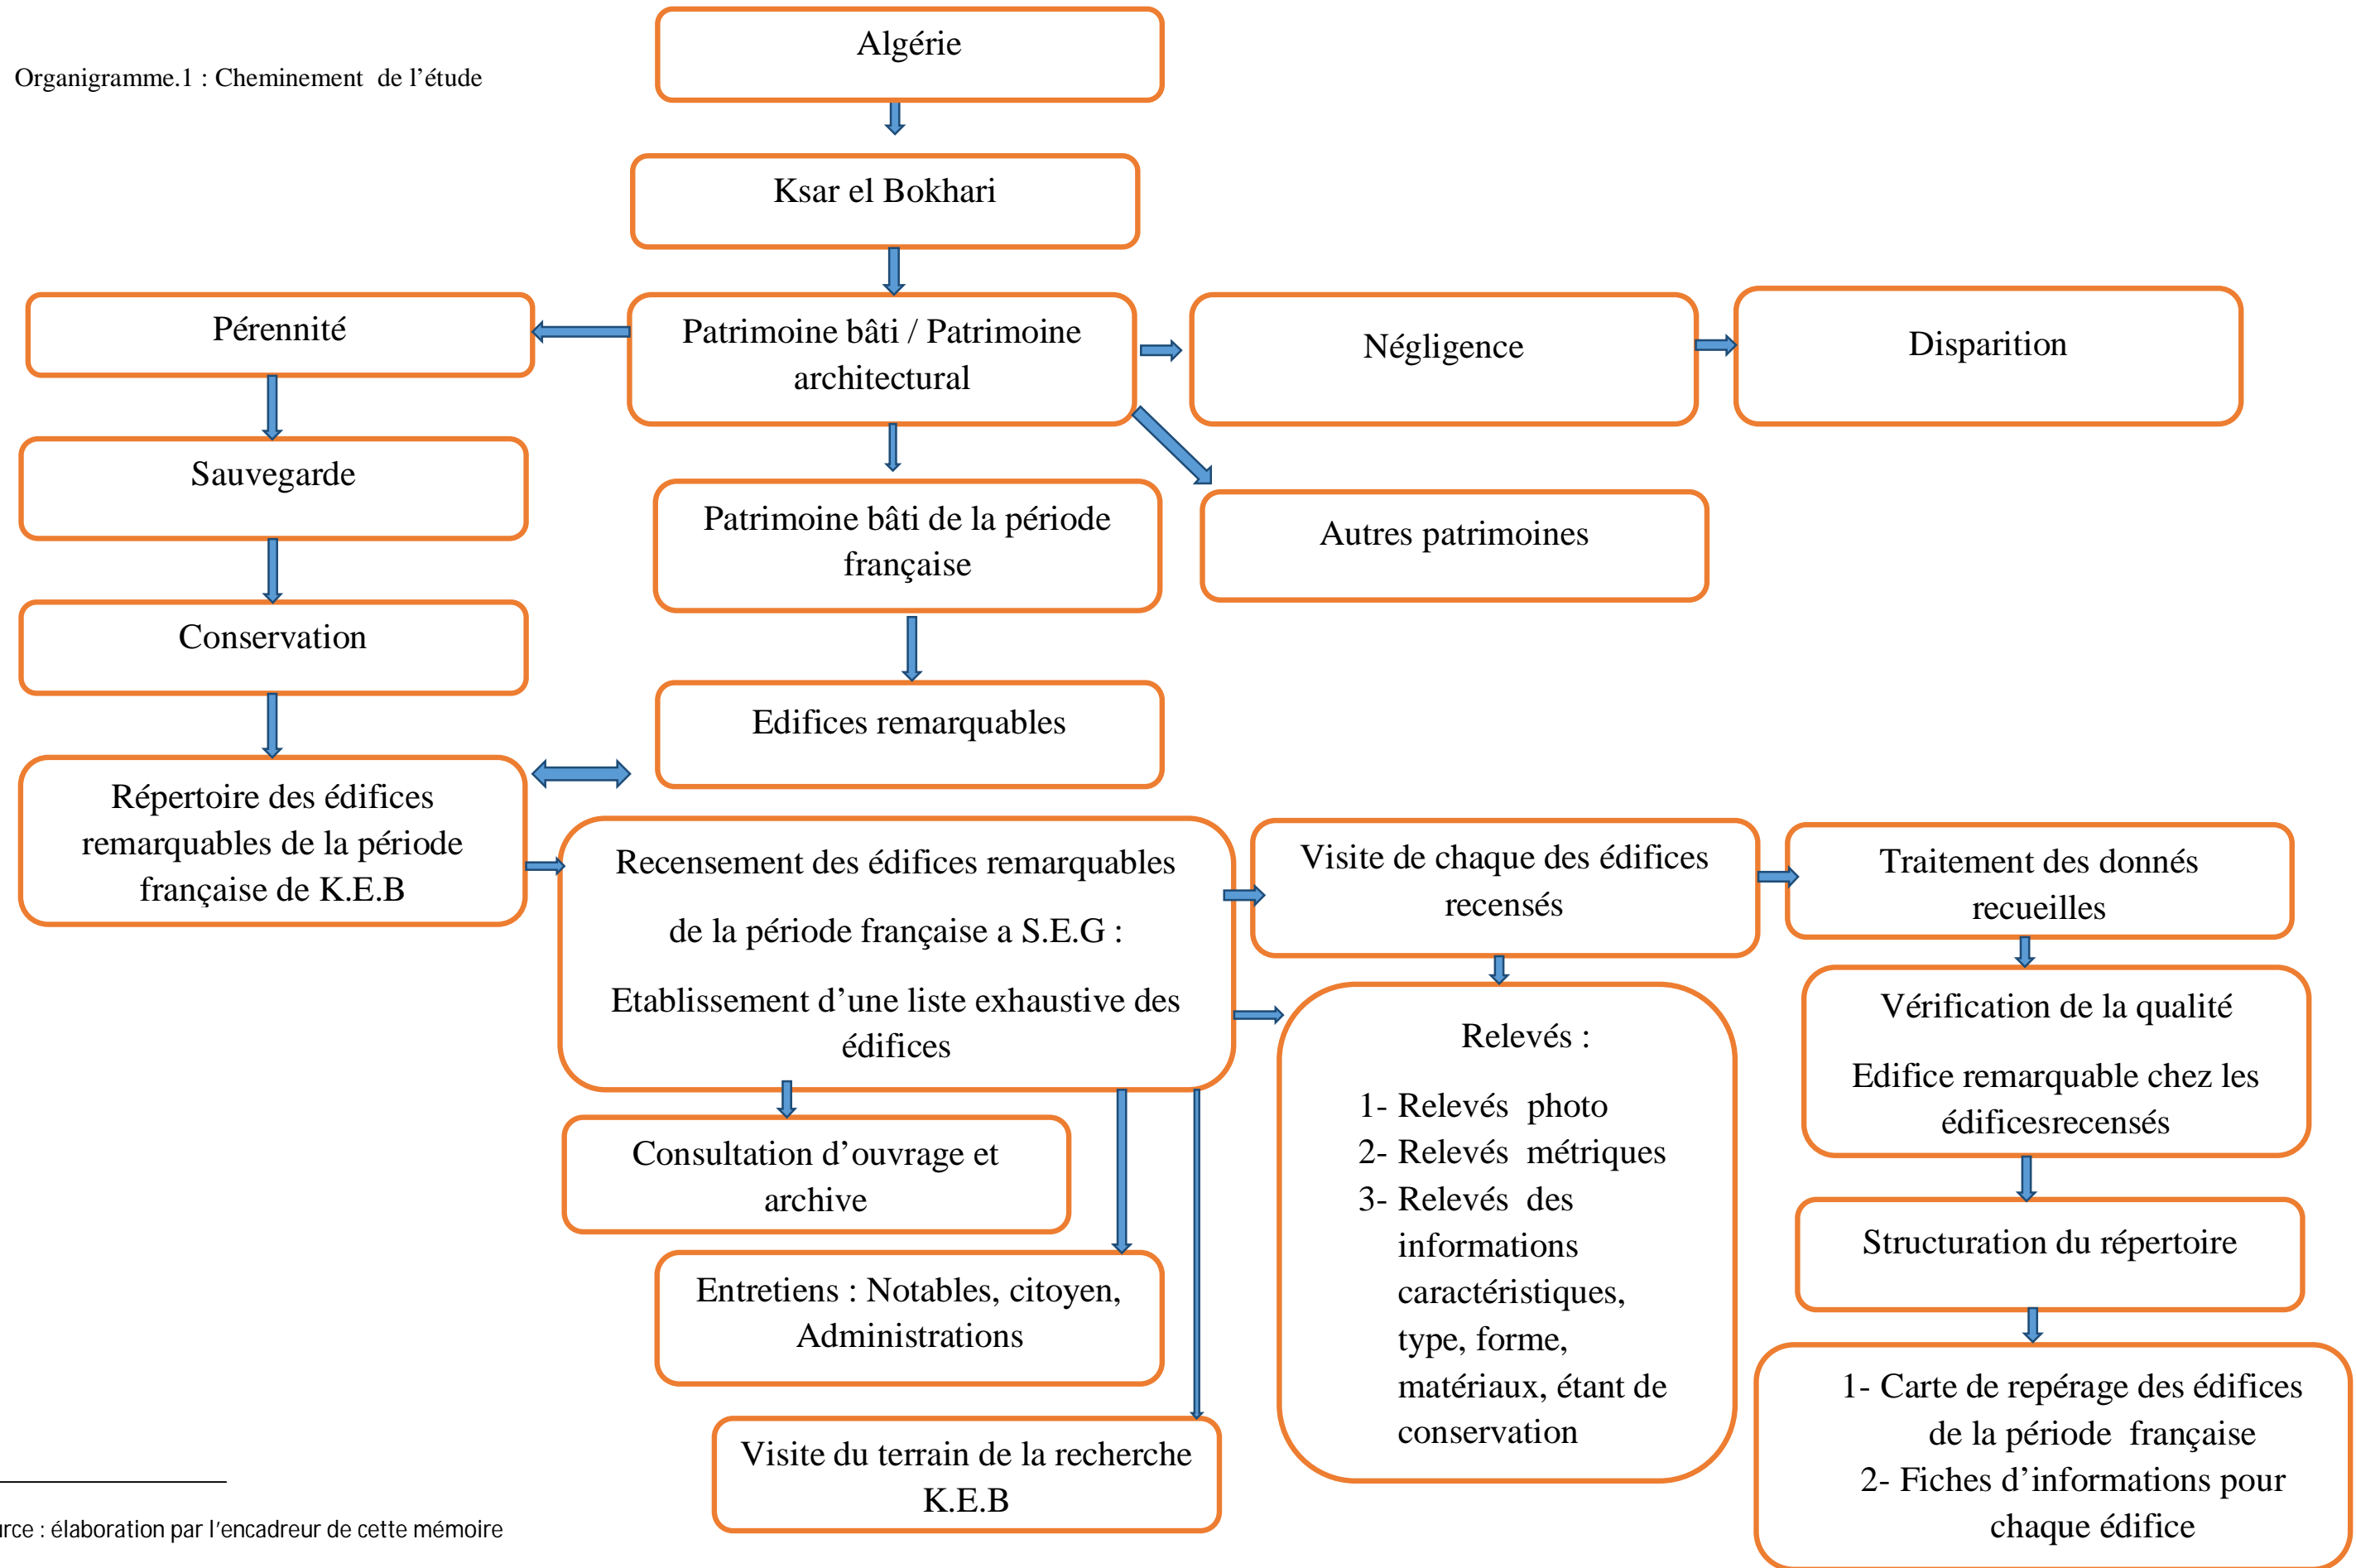 Organigramme.1 : Cheminement de l’étude
Algérie
Ksar el Bokhari
Pérennité
Patrimoine bâti / Patrimoine
architectural
Négligence
Disparition
Sauvegarde
Patrimoine bâti de la période
française
Autres patrimoines
Conservation
Edifices remarquables
Répertoire des édifices
remarquables de la période
française de K.E.B
Recensement des édifices remarquables
de la période française a S.E.G :
Etablissement d’une liste exhaustive des
édifices
Visite de chaque des édifices
recensés
Traitement des donnés
recueilles
Relevés :
1- Relevés photo
2- Relevés métriques
3- Relevés des
informations
caractéristiques,
type, forme,
matériaux, étant de
conservation
Vérification de la qualité
Edifice remarquable chez les
édificesrecensés
Consultation d’ouvrage et
archive
Structuration du répertoire
Entretiens : Notables, citoyen,
Administrations
1- Carte de repérage des édifices
de la période française
2- Fiches d’informations pour
chaque édifice
Visite du terrain de la recherche
K.E.B
urce : élaboration par l’encadreur de cette mémoire